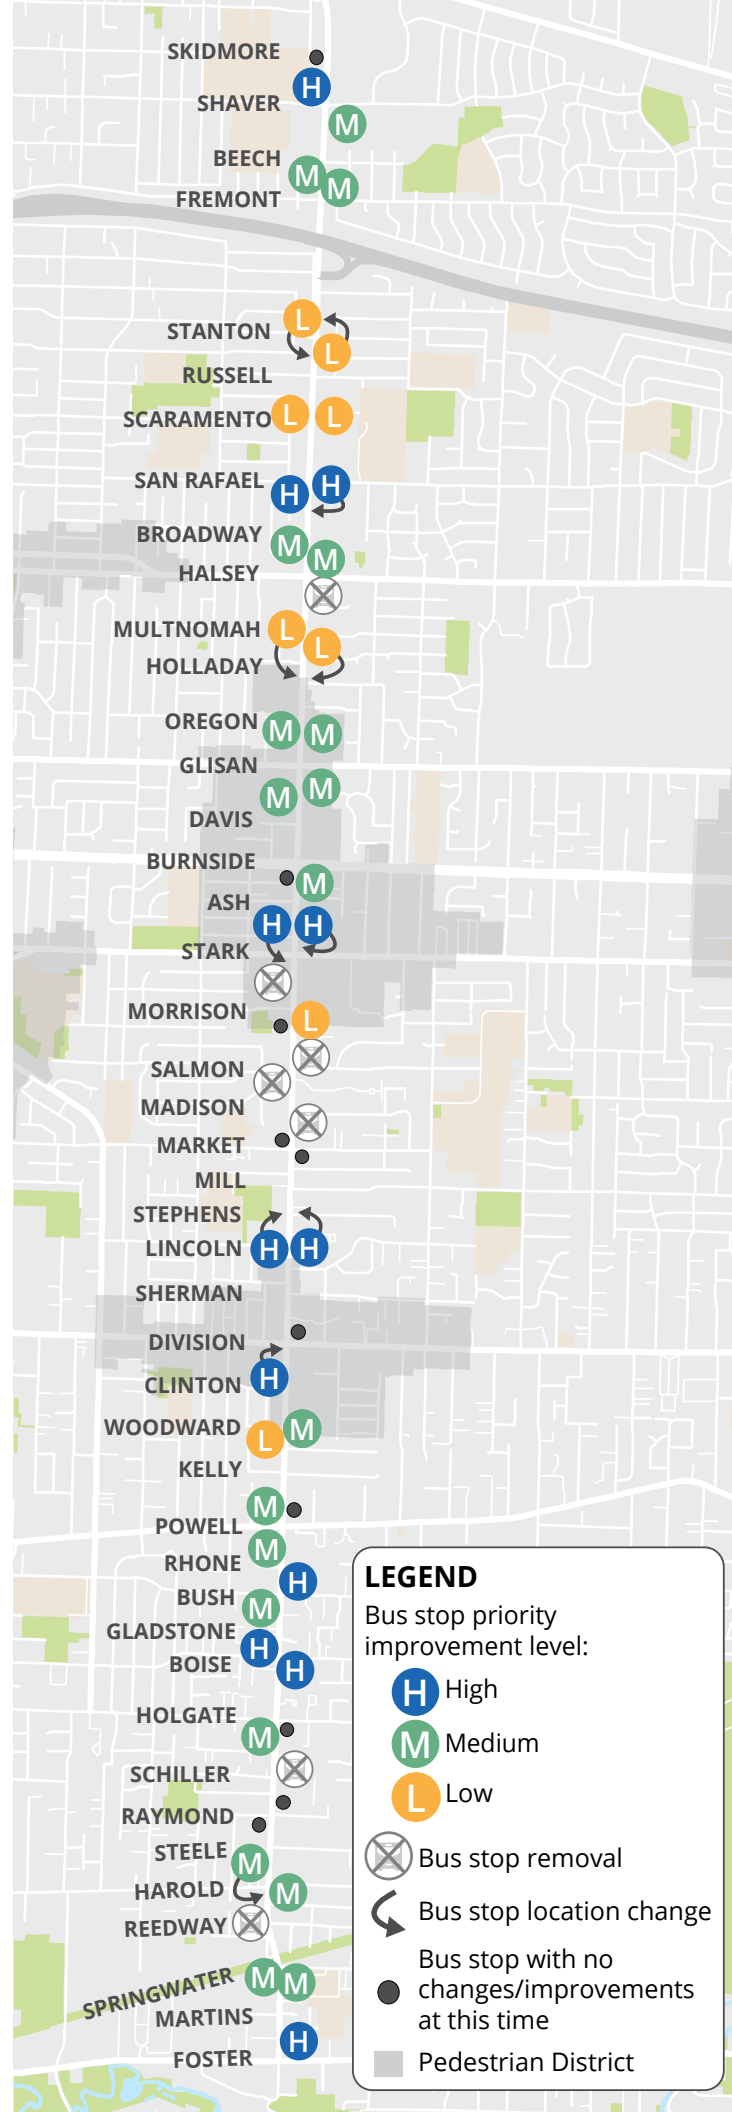 SKIDMORE
H
SHAVER
M
BEECH
M
M
FREMONT
L
STANTON
L
RUSSELL
SCARAMENTO
L
L
SAN RAFAEL
H
H
BROADWAY
M
M
HALSEY
MULTNOMAH
L
L
HOLLADAY
OREGON
M
M
GLISAN
M
M
DAVIS
BURNSIDE
M
ASH
H
H
STARK
MORRISON
L
SALMON
MADISON
MARKET
MILL
STEPHENS
LINCOLN
H
H
SHERMAN
DIVISION
CLINTON
H
WOODWARD
L
M
KELLY
M
POWELL
M
RHONE
H
BUSH
M
GLADSTONE
H
BOISE
H
HOLGATE
M
SCHILLER
RAYMOND
STEELE
M
HAROLD
M
REEDWAY
SPRINGWATER
M
M
MARTINS
H
FOSTER
LEGEND
Bus stop priority
improvement level:
H High
M Medium
L Low
Bus stop removal
Bus stop location change
Bus stop with no
changes/improvements
at this time
Pedestrian District